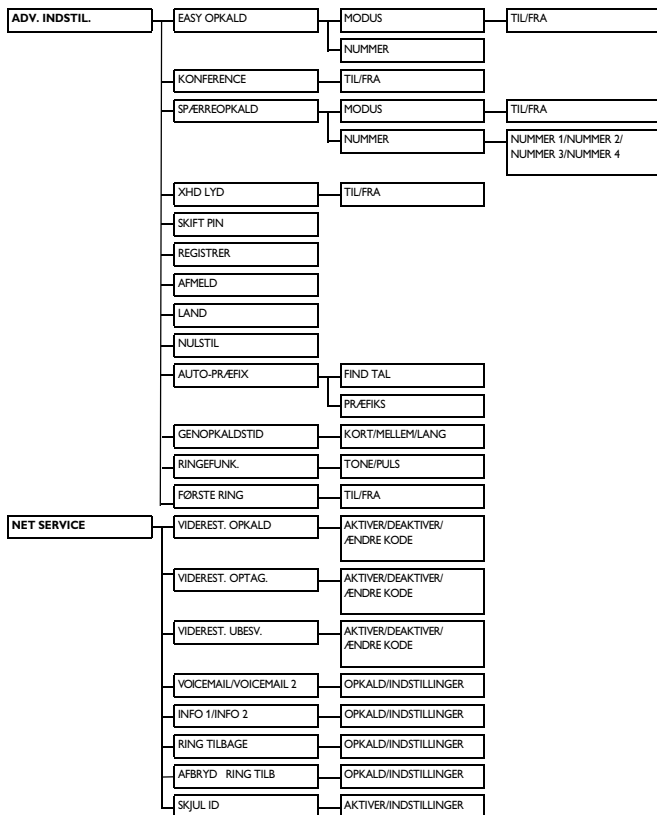 ADV. INDSTIL.
EASY OPKALD
MODUS
TIL/FRA
NUMMER
KONFERENCE
TIL/FRA
SPÆRREOPKALD
MODUS
TIL/FRA
NUMMER
NUMMER 1/NUMMER 2/
NUMMER 3/NUMMER 4
XHD LYD
TIL/FRA
SKIFT PIN
REGISTRER
AFMELD
LAND
NULSTIL
AUTO-PRÆFIX
FIND TAL
PRÆFIKS
GENOPKALDSTID
KORT/MELLEM/LANG
RINGEFUNK.
TONE/PULS
FØRSTE RING
TIL/FRA
NET SERVICE
VIDEREST. OPKALD
AKTIVER/DEAKTIVER/
ÆNDRE KODE
VIDEREST. OPTAG.
AKTIVER/DEAKTIVER/
ÆNDRE KODE
VIDEREST. UBESV.
AKTIVER/DEAKTIVER/
ÆNDRE KODE
VOICEMAIL/VOICEMAIL 2
OPKALD/INDSTILLINGER
INFO 1/INFO 2
OPKALD/INDSTILLINGER
RING TILBAGE
OPKALD/INDSTILLINGER
AFBRYD RING TILB
OPKALD/INDSTILLINGER
SKJUL ID
AKTIVER/INDSTILLINGER